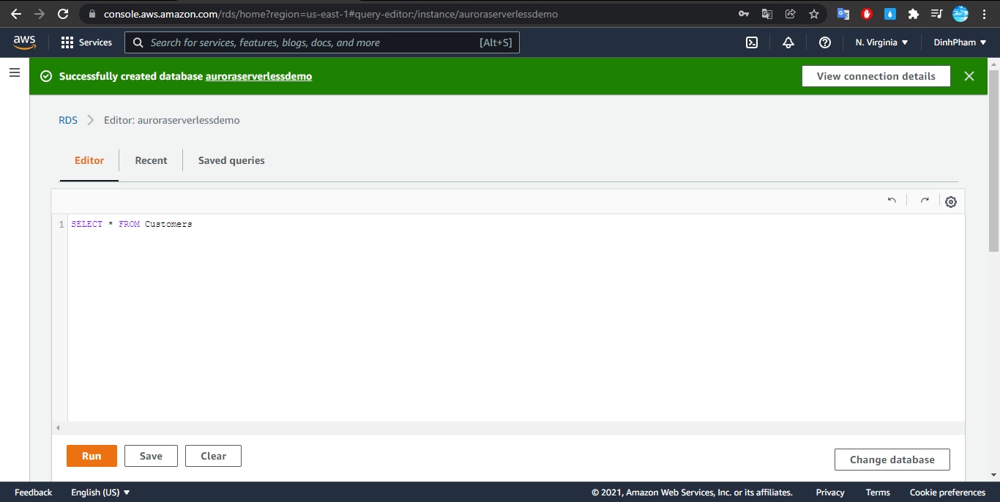 console.aws.amazon.com/rds/home?region=us-east-1#query-editor:/instance/auroraserverlessdemo
aws Services Search for services, features, blogs, docs, and more [Alt+S] N. Virginia ▼ DinhPham ▼
Successfully created database auroraserverlessdemo View connection details
RDS Editor: auroraserverlessdemo
Editor Recent Saved queries
1 SELECT * FROM Customers
Run Save Clear Change database
Feedback English (US) ▼ © 2021, Amazon Web Services, Inc. or its affiliates. Privacy Terms Cookie preferences